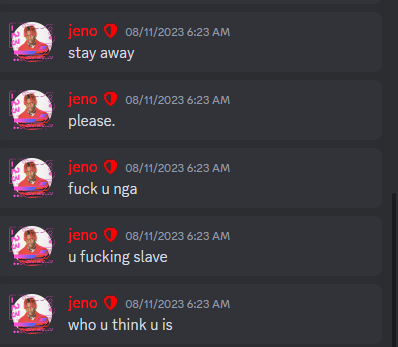 jeno 08/11/2023 6:23 AM
stay away
jeno 08/11/2023 6:23 AM
please.
jeno 08/11/2023 6:23 AM
fuck u nga
jeno 08/11/2023 6:23 AM
u fucking slave
jeno 08/11/2023 6:23 AM
who u think u is